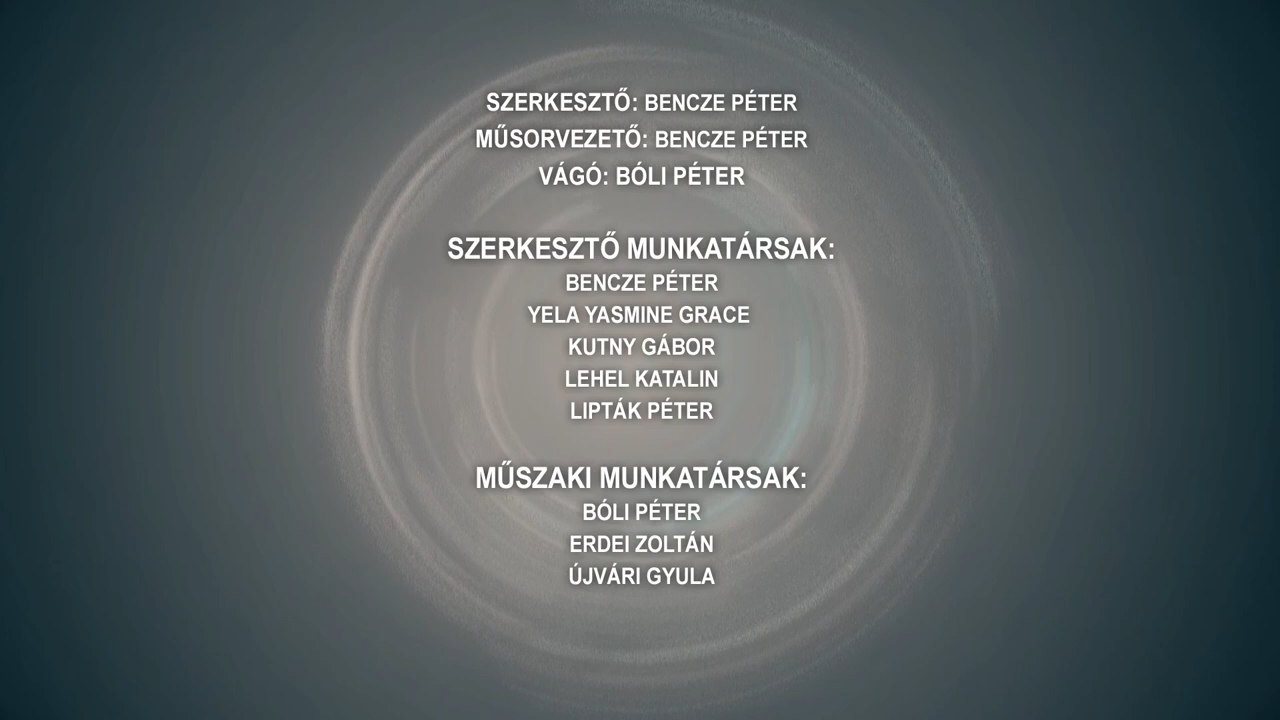 SZERKESZTŐ: BENCZE PÉTER
MŰSORVEZETŐ: BENCZE PÉTER
VÁGÓ: BÓLI PÉTER
SZERKESZTŐ MUNKATÁRSAK:
BENCZE PÉTER
YELA YASMINE GRACE
KUTNY GÁBOR
LEHEL KATALIN
LIPTÁK PÉTER
MŰSZAKI MUNKATÁRSAK:
BÓLI PÉTER
ERDEI ZOLTÁN
ÚJVÁRI GYULA